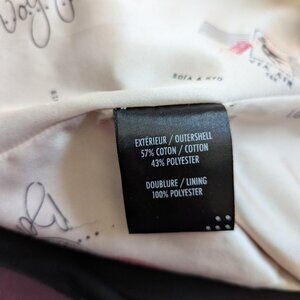 EXTÉRIEUR / OUTERSHELL
57% COTON / COTTON
43% POLYESTER
DOUBLURE / LINING
100% POLYESTER